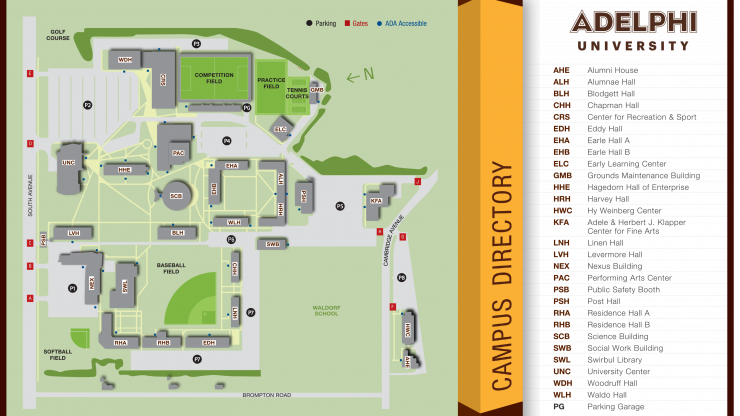 GOLF
COURSE
Parking
Gates
ADA Accessible
N
P3
WDH
CRS
COMPETITION
FIELD
PRACTICE
FIELD
TENNIS
COURTS
GMB
E
P2
PG
ELC
D
P4
PAC
UNC
HHE
EHA
SCB
BHB
ALH
HRH
PSH
KFA
J
SOUTH AVENUE
P5
WLH
LVH
BLH
PSB
C
P6
SWB
H
G
CAMBRIDGE AVENUE
B
BASEBALL
FIELD
CHH
NEX
SWL
P1
P8
A
LNH
P7
WALDORF
SCHOOL
F
HWC
RHA
RHB
EDH
SOFTBALL
FIELD
P7
AHE
BROMPTON ROAD
CAMPUS DIRECTORY
ADELPHI
UNIVERSITY
AHE Alumni House
ALH Alumnae Hall
BLH Blodgett Hall
CHH Chapman Hall
CRS Center for Recreation & Sport
EDH Eddy Hall
EHA Earle Hall A
EHB Earle Hall B
ELC Early Learning Center
GMB Grounds Maintenance Building
HHE Hagedorn Hall of Enterprise
HRH Harvey Hall
HWC Hy Weinberg Center
KFA Adele & Herbert J. Klapper
Center for Fine Arts
LNH Linen Hall
LVH Levermore Hall
NEX Nexus Building
PAC Performing Arts Center
PSB Public Safety Booth
PSH Post Hall
RHA Residence Hall A
RHB Residence Hall B
SCB Science Building
SWB Social Work Building
SWL Swirbul Library
UNC University Center
WDH Woodruff Hall
WLH Waldo Hall
PG Parking Garage